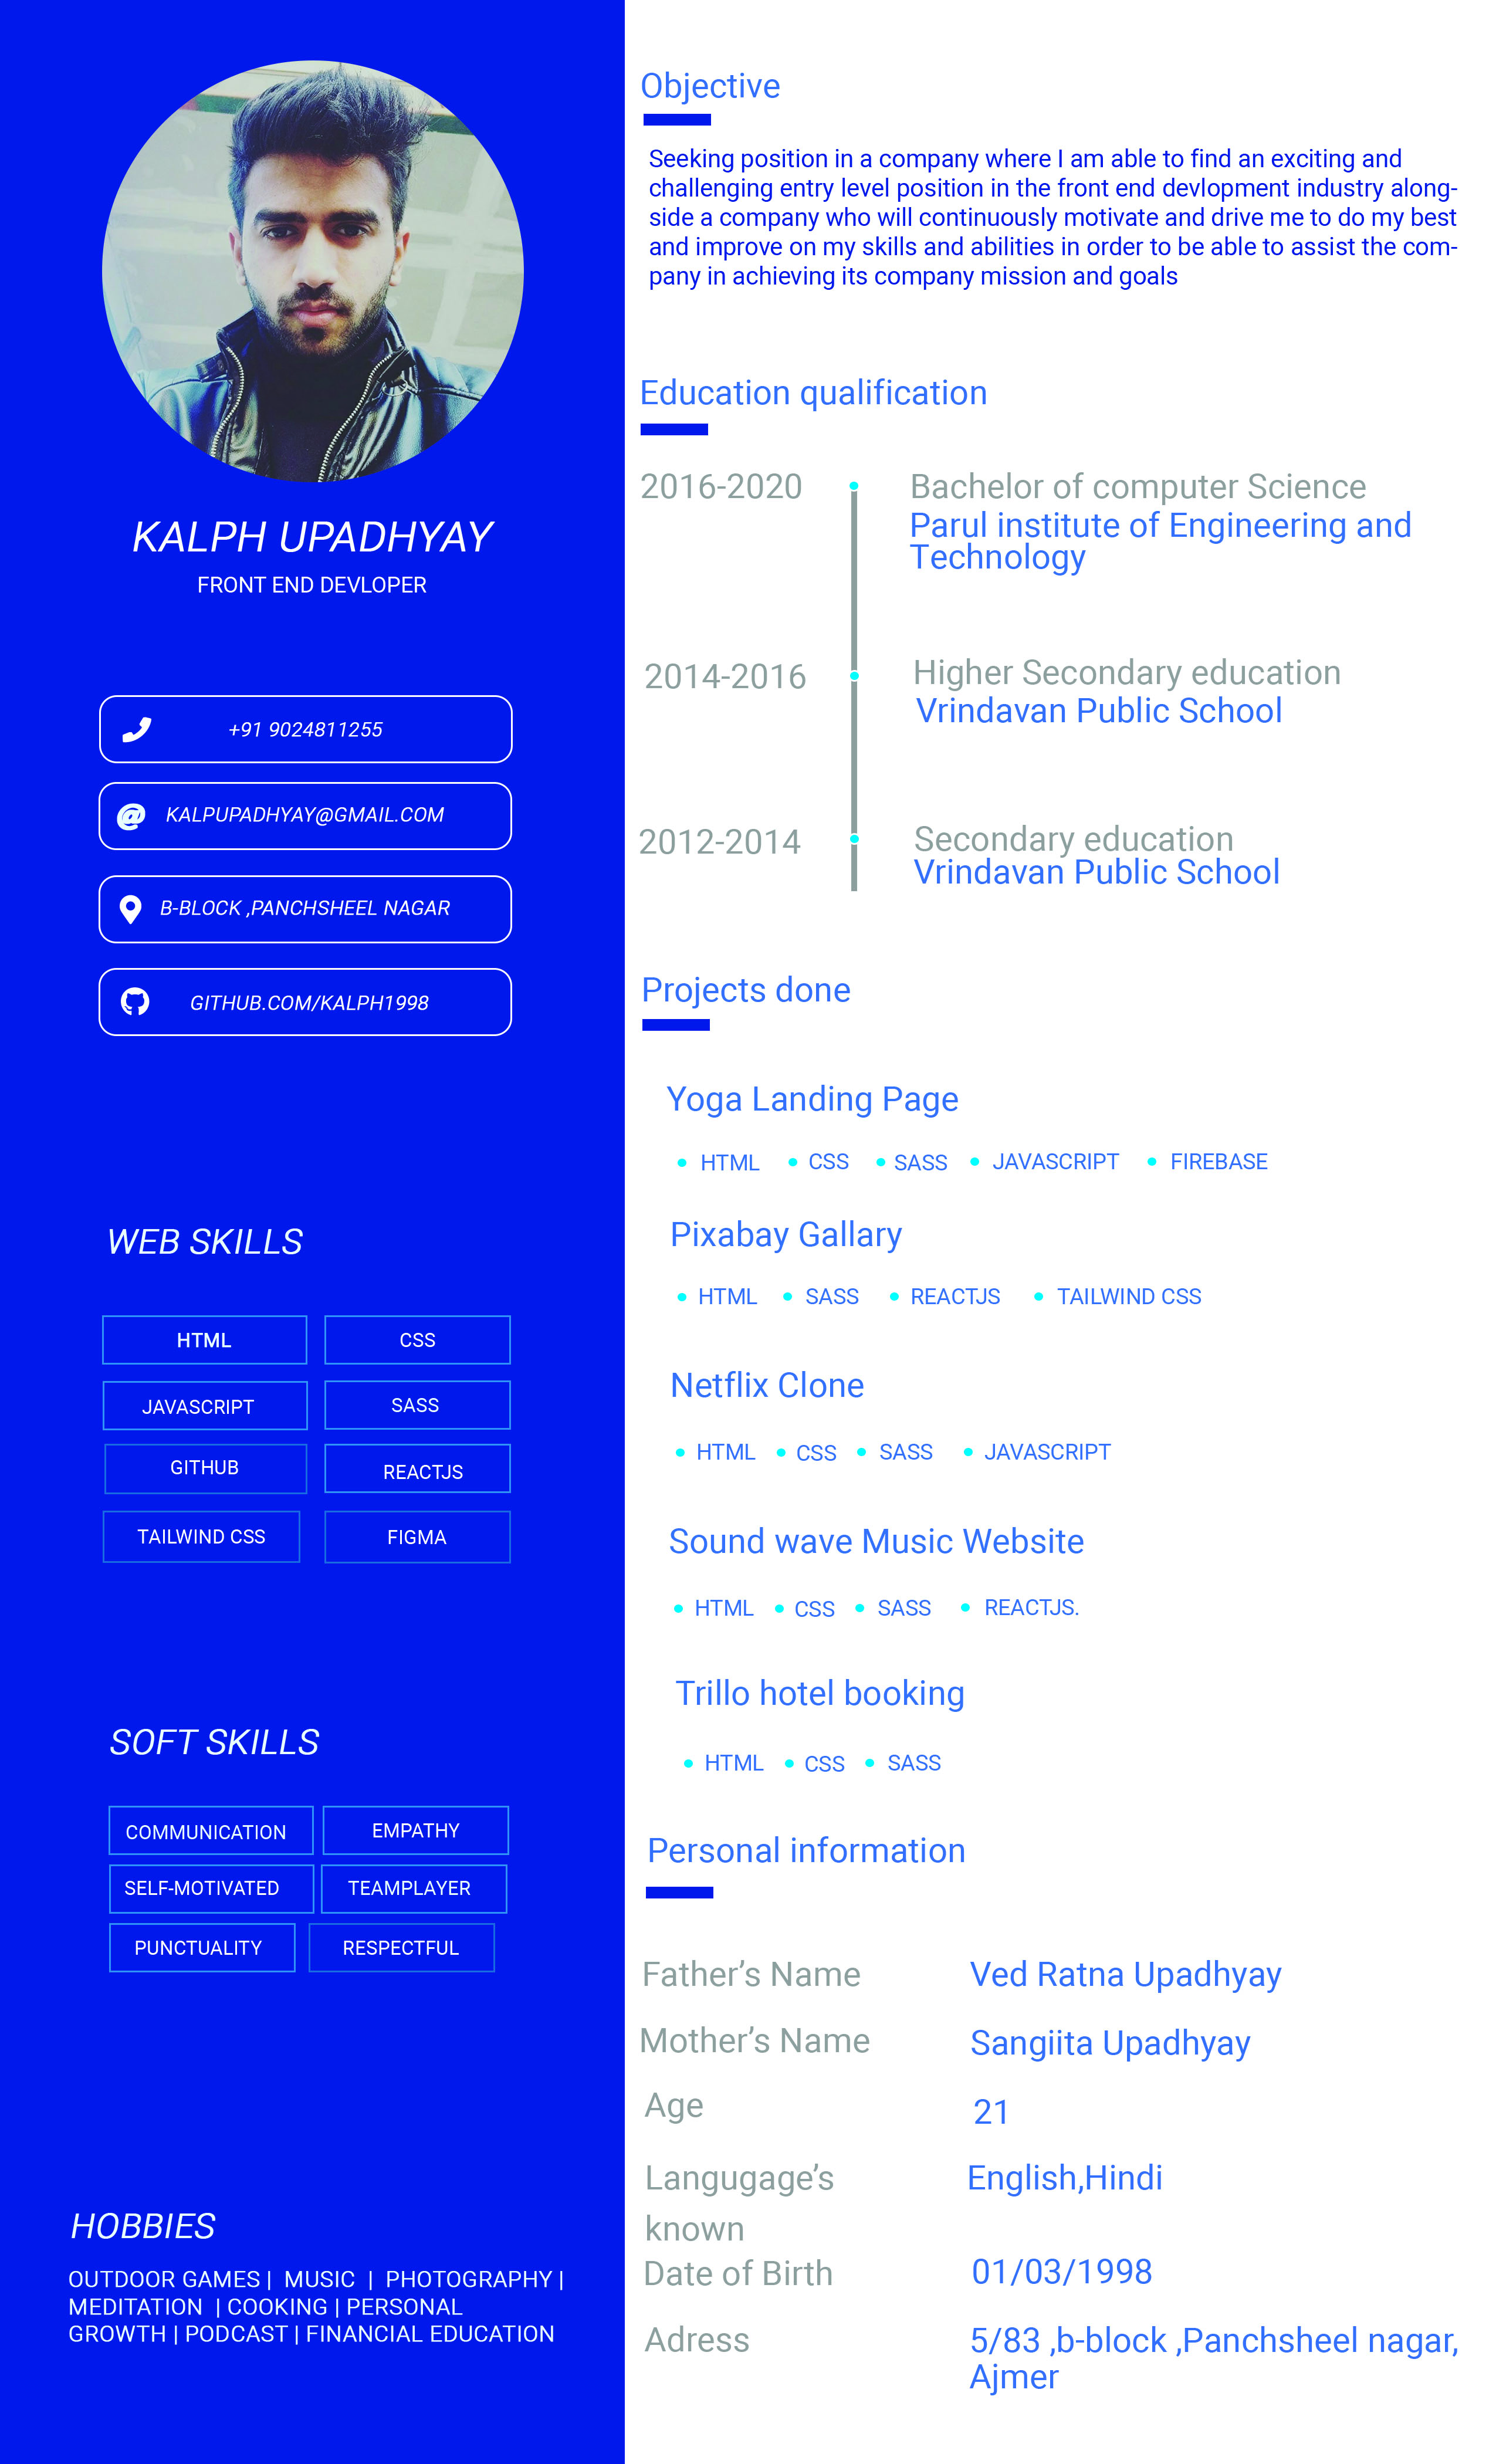 KALPH UPADHYAY
FRONT END DEVLOPER
+91 9024811255
KALPUPADHYAY@GMAIL.COM
B-BLOCK ,PANCHSHEEL NAGAR
GITHUB.COM/KALPH1998
WEB SKILLS
HTML CSS
JAVASCRIPT SASS
GITHUB REACTJS
TAILWIND CSS FIGMA
SOFT SKILLS
COMMUNICATION EMPATHY
SELF-MOTIVATED TEAMPLAYER
PUNCTUALITY RESPECTFUL
HOBBIES
OUTDOOR GAMES | MUSIC | PHOTOGRAPHY |
MEDITATION | COOKING | PERSONAL
GROWTH | PODCAST | FINANCIAL EDUCATION
Objective
Seeking position in a company where I am able to find an exciting and
challenging entry level position in the front end devlopment industry along-
side a company who will continuously motivate and drive me to do my best
and improve on my skills and abilities in order to be able to assist the com-
pany in achieving its company mission and goals
Education qualification
2016-2020 Bachelor of computer Science
Parul institute of Engineering and
Technology
2014-2016 Higher Secondary education
Vrindavan Public School
2012-2014 Secondary education
Vrindavan Public School
Projects done
Yoga Landing Page
• HTML • CSS • SASS • JAVASCRIPT • FIREBASE
Pixabay Gallary
• HTML • SASS • REACTJS • TAILWIND CSS
Netflix Clone
• HTML • CSS • SASS • JAVASCRIPT
Sound wave Music Website
• HTML • CSS • SASS • REACTJS.
Trillo hotel booking
• HTML • CSS • SASS
Personal information
Father’s Name Ved Ratna Upadhyay
Mother’s Name Sangiita Upadhyay
Age 21
Langugage’s English,Hindi
known
Date of Birth 01/03/1998
Adress 5/83 ,b-block ,Panchsheel nagar,
Ajmer